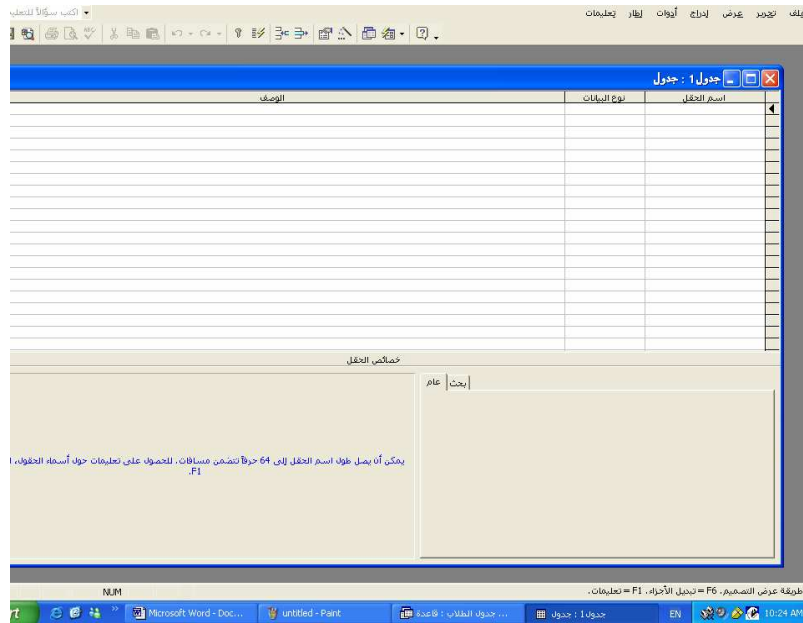 ملف تحرير عرض إدراج أدوات إطار تعليمات
اكتب سؤالاً للتعلي
جدول1 : جدول
اسم الحقل نوع البيانات الوصف
خصائص الحقل
عام بحث
يمكن أن يصل طول اسم الحقل إلى 64 حرفاً تتضمن مسافات. للحصول على تعليمات حول أسماء الحقول، ا
F1.
طريقة عرض التصميم. F6 = تبديل الأجزاء. F1 = تعليمات.
NUM
Microsoft Word - Doc...
untitled - Paint
جدول الطلاب : قاعدة ...
جدول1 : جدول
EN
10:24 AM